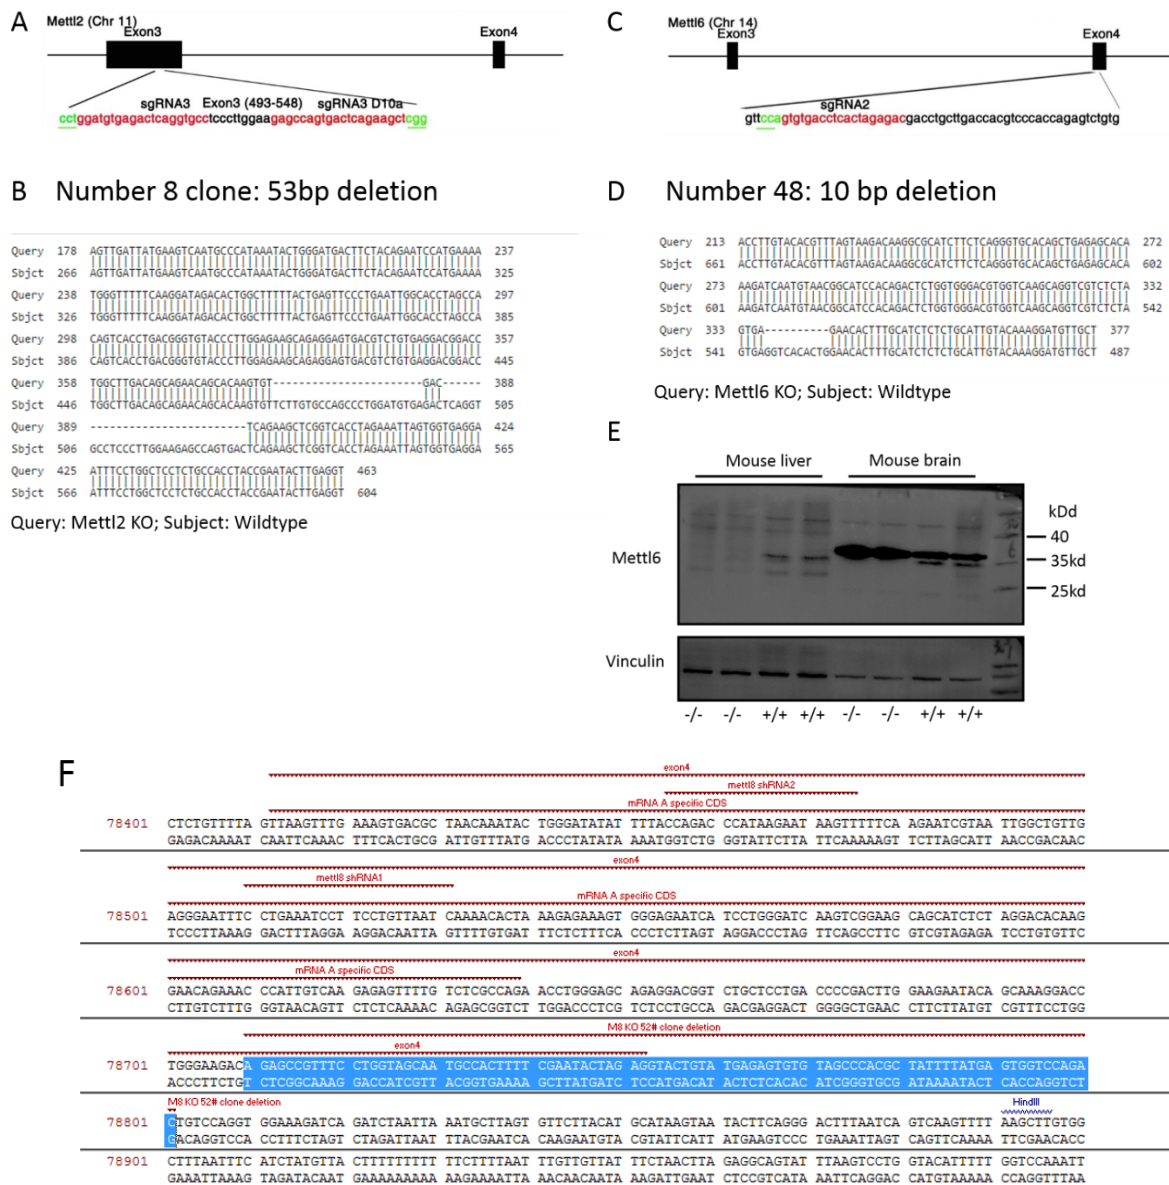 A
Mettl2 (Chr 11)
Exon3
Exon4
sgRNA3 Exon3 (493-548) sgRNA3 D10a
cctggatgtgagactcaggtgcctcccttggaagagccagtgactcagaagctcgg
B Number 8 clone: 53bp deletion
Query 178 AGTTGATTATGAAGTCAATGCCCATAAATACTGGGATGACTTCTACAGAATCCATGAAAA 237
Sbjct 266 AGTTGATTATGAAGTCAATGCCCATAAATACTGGGATGACTTCTACAGAATCCATGAAAA 325
Query 238 TGGGTTTTTCAAGGATAGACACTGGCTTTTTACTGAGTTCCCTGAATTGGCACCTAGCCA 297
Sbjct 326 TGGGTTTTTCAAGGATAGACACTGGCTTTTTACTGAGTTCCCTGAATTGGCACCTAGCCA 385
Query 298 CAGTCACCTGACGGGTGTACCCTTGGAGAAGCAGAGGAGTGACGTCTGTGAGGACGGACC 357
Sbjct 386 CAGTCACCTGACGGGTGTACCCTTGGAGAAGCAGAGGAGTGACGTCTGTGAGGACGGACC 445
Query 358 TGGCTTGACAGCAGAACAGCACAAGTGT-----------------------GAC------ 388
Sbjct 446 TGGCTTGACAGCAGAACAGCACAAGTGTTCTTGTGCCAGCCCTGGATGTGAGACTCAGGT 505
Query 389 ------------------------TCAGAAGCTCGGTCACCTAGAAATTAGTGGTGAGGA 424
Sbjct 506 GCCTCCCTTGGAAGAGCCAGTGACTCAGAAGCTCGGTCACCTAGAAATTAGTGGTGAGGA 565
Query 425 ATTTCCTGGCTCCTCTGCCACCTACCGAATACTTGAGGT 463
Sbjct 566 ATTTCCTGGCTCCTCTGCCACCTACCGAATACTTGAGGT 604
Query: Mettl2 KO; Subject: Wildtype
C
Mettl6 (Chr 14)
Exon3
Exon4
sgRNA2
gttccagtgtgacctcactagagacgacctgcttgaccacgtcccaccagagtctgtg
D Number 48: 10 bp deletion
Query 213 ACCTTGTACACGTTTAGTAAGACAAGGCGCATCTTCTCAGGGTGCACAGCTGAGAGCACA 272
Sbjct 661 ACCTTGTACACGTTTAGTAAGACAAGGCGCATCTTCTCAGGGTGCACAGCTGAGAGCACA 602
Query 273 AAGATCAATGTAACGGCATCCACAGACTCTGGTGGGACGTGGTCAAGCAGGTCGTCTCTA 332
Sbjct 601 AAGATCAATGTAACGGCATCCACAGACTCTGGTGGGACGTGGTCAAGCAGGTCGTCTCTA 542
Query 333 GTGA----------GAACACTTTGCATCTCTCTGCATTGTACAAAGGATGTTGCT 377
Sbjct 541 GTGAGGTCACACTGGAACACTTTGCATCTCTCTGCATTGTACAAAGGATGTTGCT 487
Query: Mettl6 KO; Subject: Wildtype
E
Mouse liver Mouse brain
kDd
40
35kd
25kd
Mettl6
Vinculin
-/- -/- +/+ +/+ -/- -/- +/+ +/+
F
exon4
mettl8 shRNA2
mRNA A specific CDS
78401 CTCTGTTTTA GTTAAGTTTG AAAGTGACGC TAACAAATAC TGGGATATAT TTTACCAGAC CCATAAGAAT AAGTTTTTCA AGAATCGTAA TTGGCTGTTG
GAGACAAAAT CAATTCAAAC TTTCACTGCG ATTGTTTATG ACCCTATATA AAATGGTCTG GGTATTCTTA TTCAAAAAGT TCTTAGCATT AACCGACAAC
exon4
mettl8 shRNA1
mRNA A specific CDS
78501 AGGGAATTTC CTGAAATCCT TCCTGTTAAT CAAAACACTA AAGAGAAAGT GGGAGAATCA TCCTGGGATC AAGTCGGAAG CAGCATCTCT AGGACACAAG
TCCCTTAAAG GACTTTAGGA AGGACAATTA GTTTTGTGAT TTCTCTTTCA CCCTCTTAGT AGGACCCTAG TTCAGCCTTC GTCGTAGAGA TCCTGTGTTC
exon4
mRNA A specific CDS
78601 GAACAGAAAC CCATTGTCAA GAGAGTTTTG TCTCGCCAGA ACCTGGGAGC AGAGGACGGT CTGCTCCTGA CCCCGACTTG GAAGAATACA GCAAAGGACC
CTTGTCTTTG GGTAACAGTT CTCTCAAAAC AGAGCGGTCT TGGACCCTCG TCTCCTGCCA GACGAGGACT GGGGCTGAAC CTTCTTATGT CGTTTCCTGG
M8 KO 52# clone deletion
exon4
78701 TGGGAAGACA GAGCCGTTTC CTGGTAGCAA TGCCACTTTT CGAATACTAG AGGTACTGTA TGAGAGTGTG TAGCCCACGC TATTTTATGA GTGGTCCAGA
ACCCTTCTGT CTCGGCAAAG GACCATCGTT ACGGTGAAAA GCTTATGATC TCCATGACAT ACTCTCACAC ATCGGGTGCG ATAAAATACT CACCAGGTCT
M8 KO 52# clone deletion
HindIII
78801 CTGTCCAGGT GGAAAGATCA GATCTAATTA AATGCTTAGT GTTCTTACAT GCATAAGTAA TACTTCAGGG ACTTTAATCA GTCAAGTTTT AAGCTTGTGG
GACAGGTCCA CCTTTCTAGT CTAGATTAAT TTACGAATCA CAAGAATGTA CGTATTCATT ATGAAGTCCC TGAAATTAGT CAGTTCAAAA TTCGAACACC
78901 CTTTAATTTC ATCTATGTTA CTTTTTTTTT TTCTTTTAAT TTGTTGTTAT TTCTAACTTA GAGGCAGTAT TTAAGTCCTG GTACATTTTT GGTCCAAATT
GAAATTAAAG TAGATACAAT GAAAAAAAAA AAGAAAATTA AACAACAATA AAGATTGAAT CTCCGTCATA AATTCAGGAC CATGTAAAAA CCAGGTTTAA